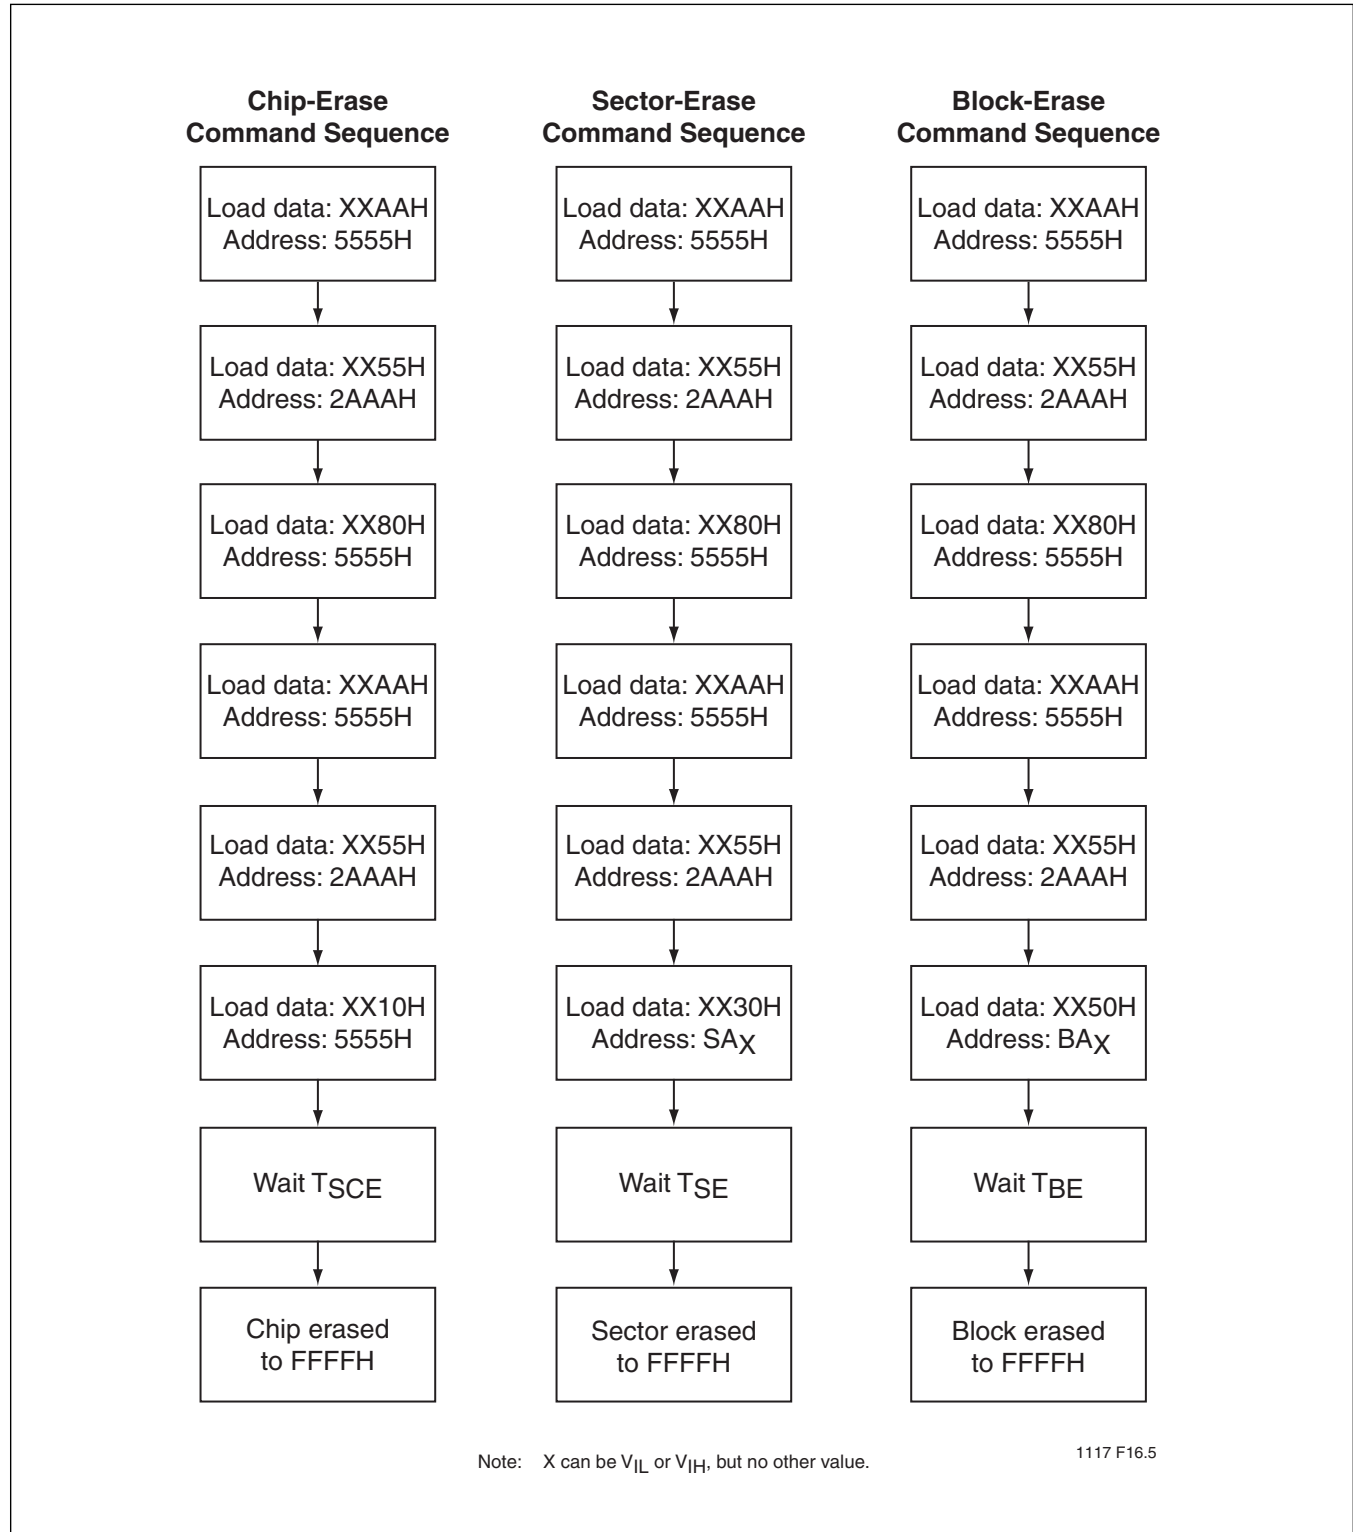 Chip-Erase
Command Sequence
Load data: XXAAH
Address: 5555H
Load data: XX55H
Address: 2AAAH
Load data: XX80H
Address: 5555H
Load data: XXAAH
Address: 5555H
Load data: XX55H
Address: 2AAAH
Load data: XX10H
Address: 5555H
Wait TSCE
Chip erased
to FFFFH
Sector-Erase
Command Sequence
Load data: XXAAH
Address: 5555H
Load data: XX55H
Address: 2AAAH
Load data: XX80H
Address: 5555H
Load data: XXAAH
Address: 5555H
Load data: XX55H
Address: 2AAAH
Load data: XX30H
Address: SAX
Wait TSE
Sector erased
to FFFFH
Block-Erase
Command Sequence
Load data: XXAAH
Address: 5555H
Load data: XX55H
Address: 2AAAH
Load data: XX80H
Address: 5555H
Load data: XXAAH
Address: 5555H
Load data: XX55H
Address: 2AAAH
Load data: XX50H
Address: BAX
Wait TBE
Block erased
to FFFFH
Note: X can be VIL or VIH, but no other value.
1117 F16.5